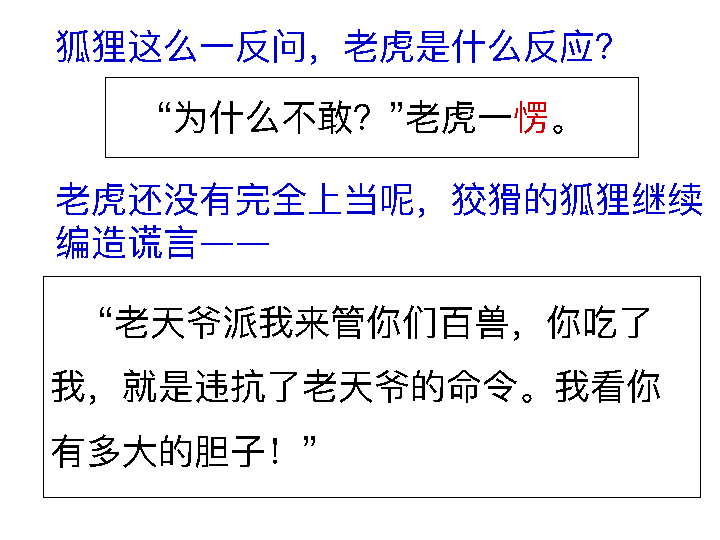 狐狸这么一反问，老虎是什么反应？
“为什么不敢？”老虎一愣。
老虎还没有完全上当呢，狡猾的狐狸继续
编造谎言——
“老天爷派我来管你们百兽，你吃了
我，就是违抗了老天爷的命令。我看你
有多大的胆子！”